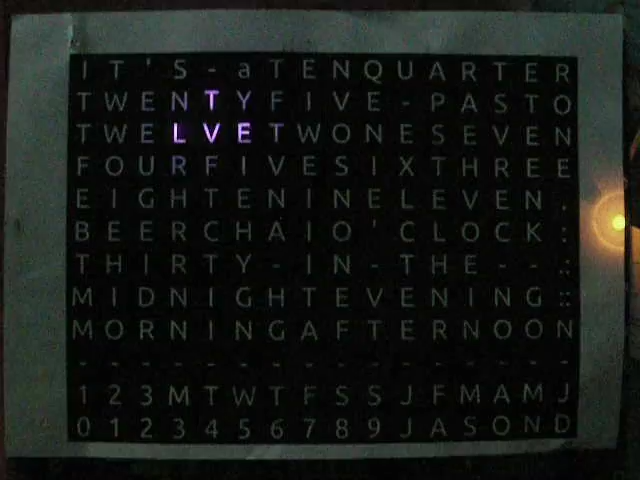 IT'S-aTENQUARTER
TWENTYFIVE-PASTO
TWELVETWONESEVEN
FOURFIVESIXTHREE
EIGHTENINELEVEN.
BEERCHAIO'CLOCK:
THIRTY-IN-THE--:.
MIDNIGHTEVENING::
MORNINGAFTERNOON
----------------
123MTWTFSSJFMAMJ
0123456789JASOND